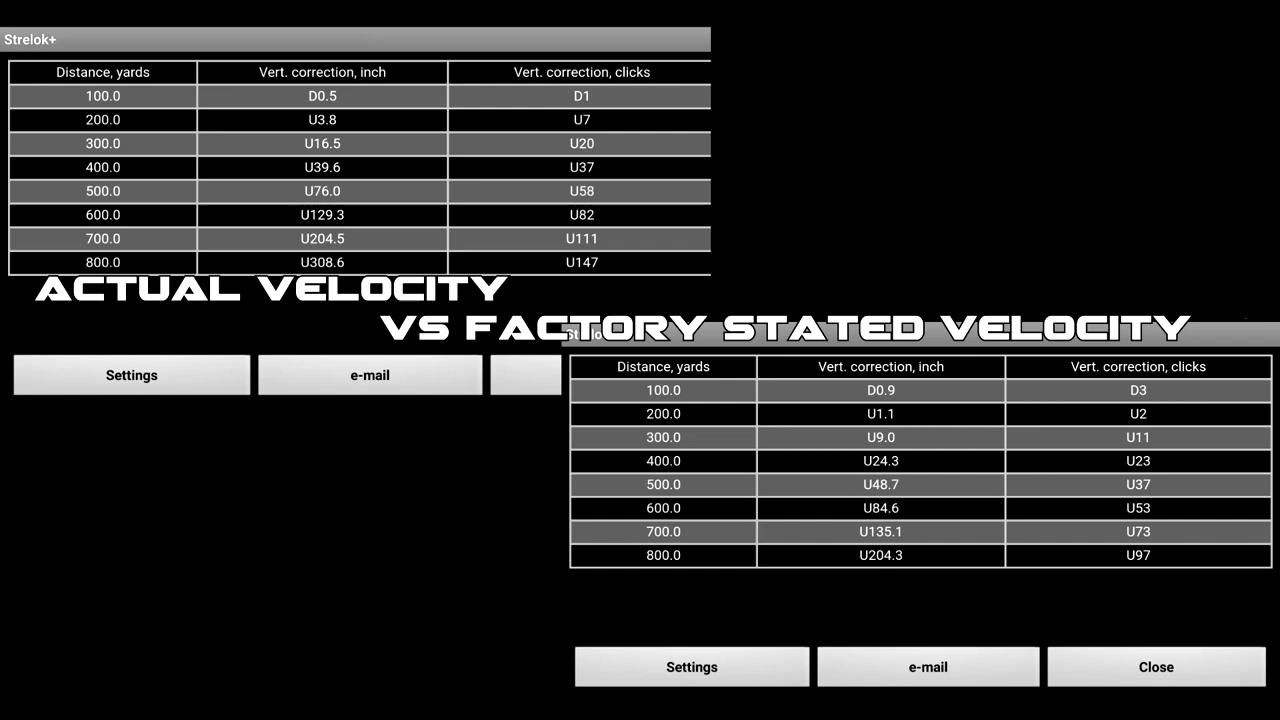 Strelok+
Distance, yards Vert. correction, inch Vert. correction, clicks
100.0 D0.5 D1
200.0 U3.8 U7
300.0 U16.5 U20
400.0 U39.6 U37
500.0 U76.0 U58
600.0 U129.3 U82
700.0 U204.5 U111
800.0 U308.6 U147
ACTUAL VELOCITY
VS FACTORY STATED VELOCITY
Settings e-mail
Distance, yards Vert. correction, inch Vert. correction, clicks
100.0 D0.9 D3
200.0 U1.1 U2
300.0 U9.0 U11
400.0 U24.3 U23
500.0 U48.7 U37
600.0 U84.6 U53
700.0 U135.1 U73
800.0 U204.3 U97
Settings e-mail Close